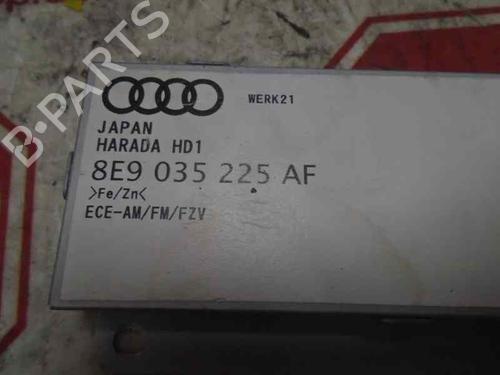 B-PARTS
WERK21
JAPAN
HARADA HD1
8E9 035 225 AF
>Fe/Zn<
ECE-AM/FM/FZV